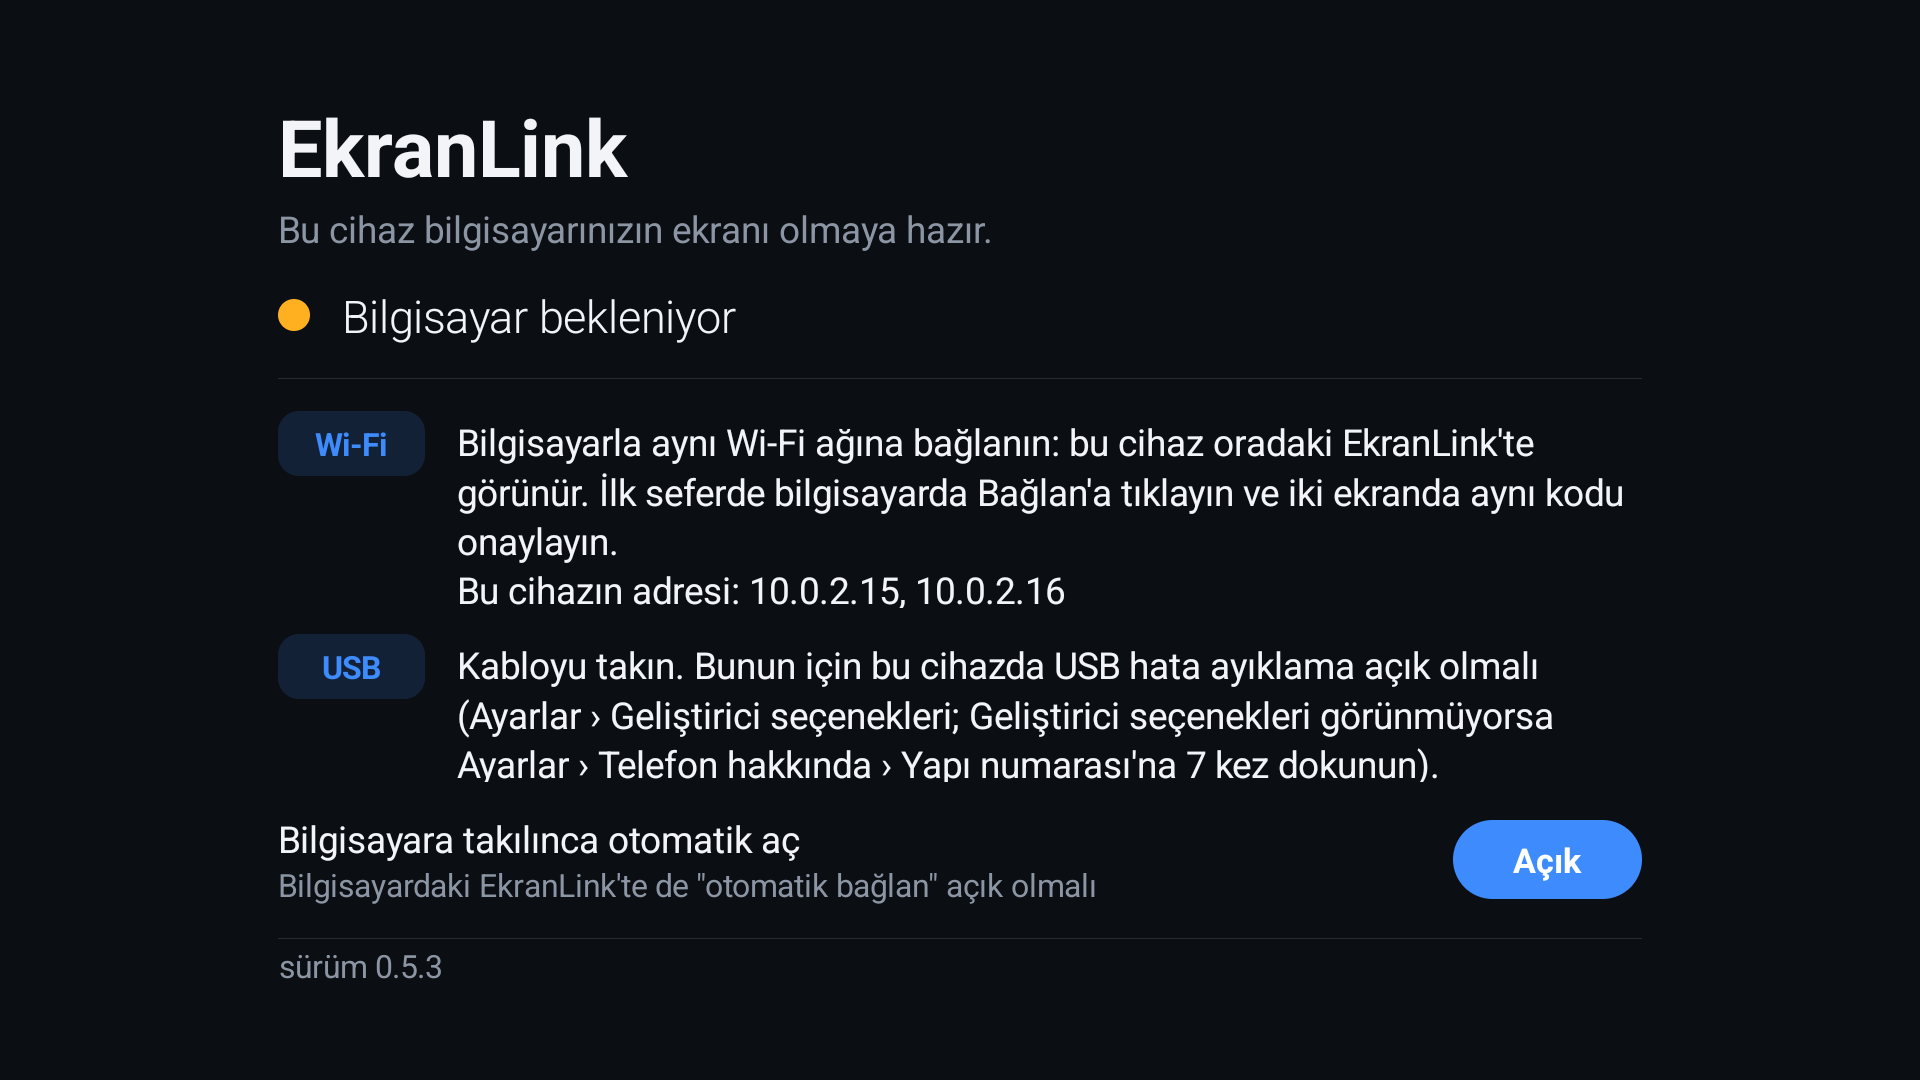 EkranLink
Bu cihaz bilgisayarınızın ekranı olmaya hazır.
Bilgisayar bekleniyor
Wi-Fi
Bilgisayarla aynı Wi-Fi ağına bağlanın: bu cihaz oradaki EkranLink'te
görünür. İlk seferde bilgisayarda Bağlan'a tıklayın ve iki ekranda aynı kodu
onaylayın.
Bu cihazın adresi: 10.0.2.15, 10.0.2.16
USB
Kabloyu takın. Bunun için bu cihazda USB hata ayıklama açık olmalı
(Ayarlar › Geliştirici seçenekleri; Geliştirici seçenekleri görünmüyorsa
Ayarlar › Telefon hakkında › Yapı numarası'na 7 kez dokunun).
Bilgisayara takılınca otomatik aç
Açık
Bilgisayardaki EkranLink'te de "otomatik bağlan" açık olmalı
sürüm 0.5.3